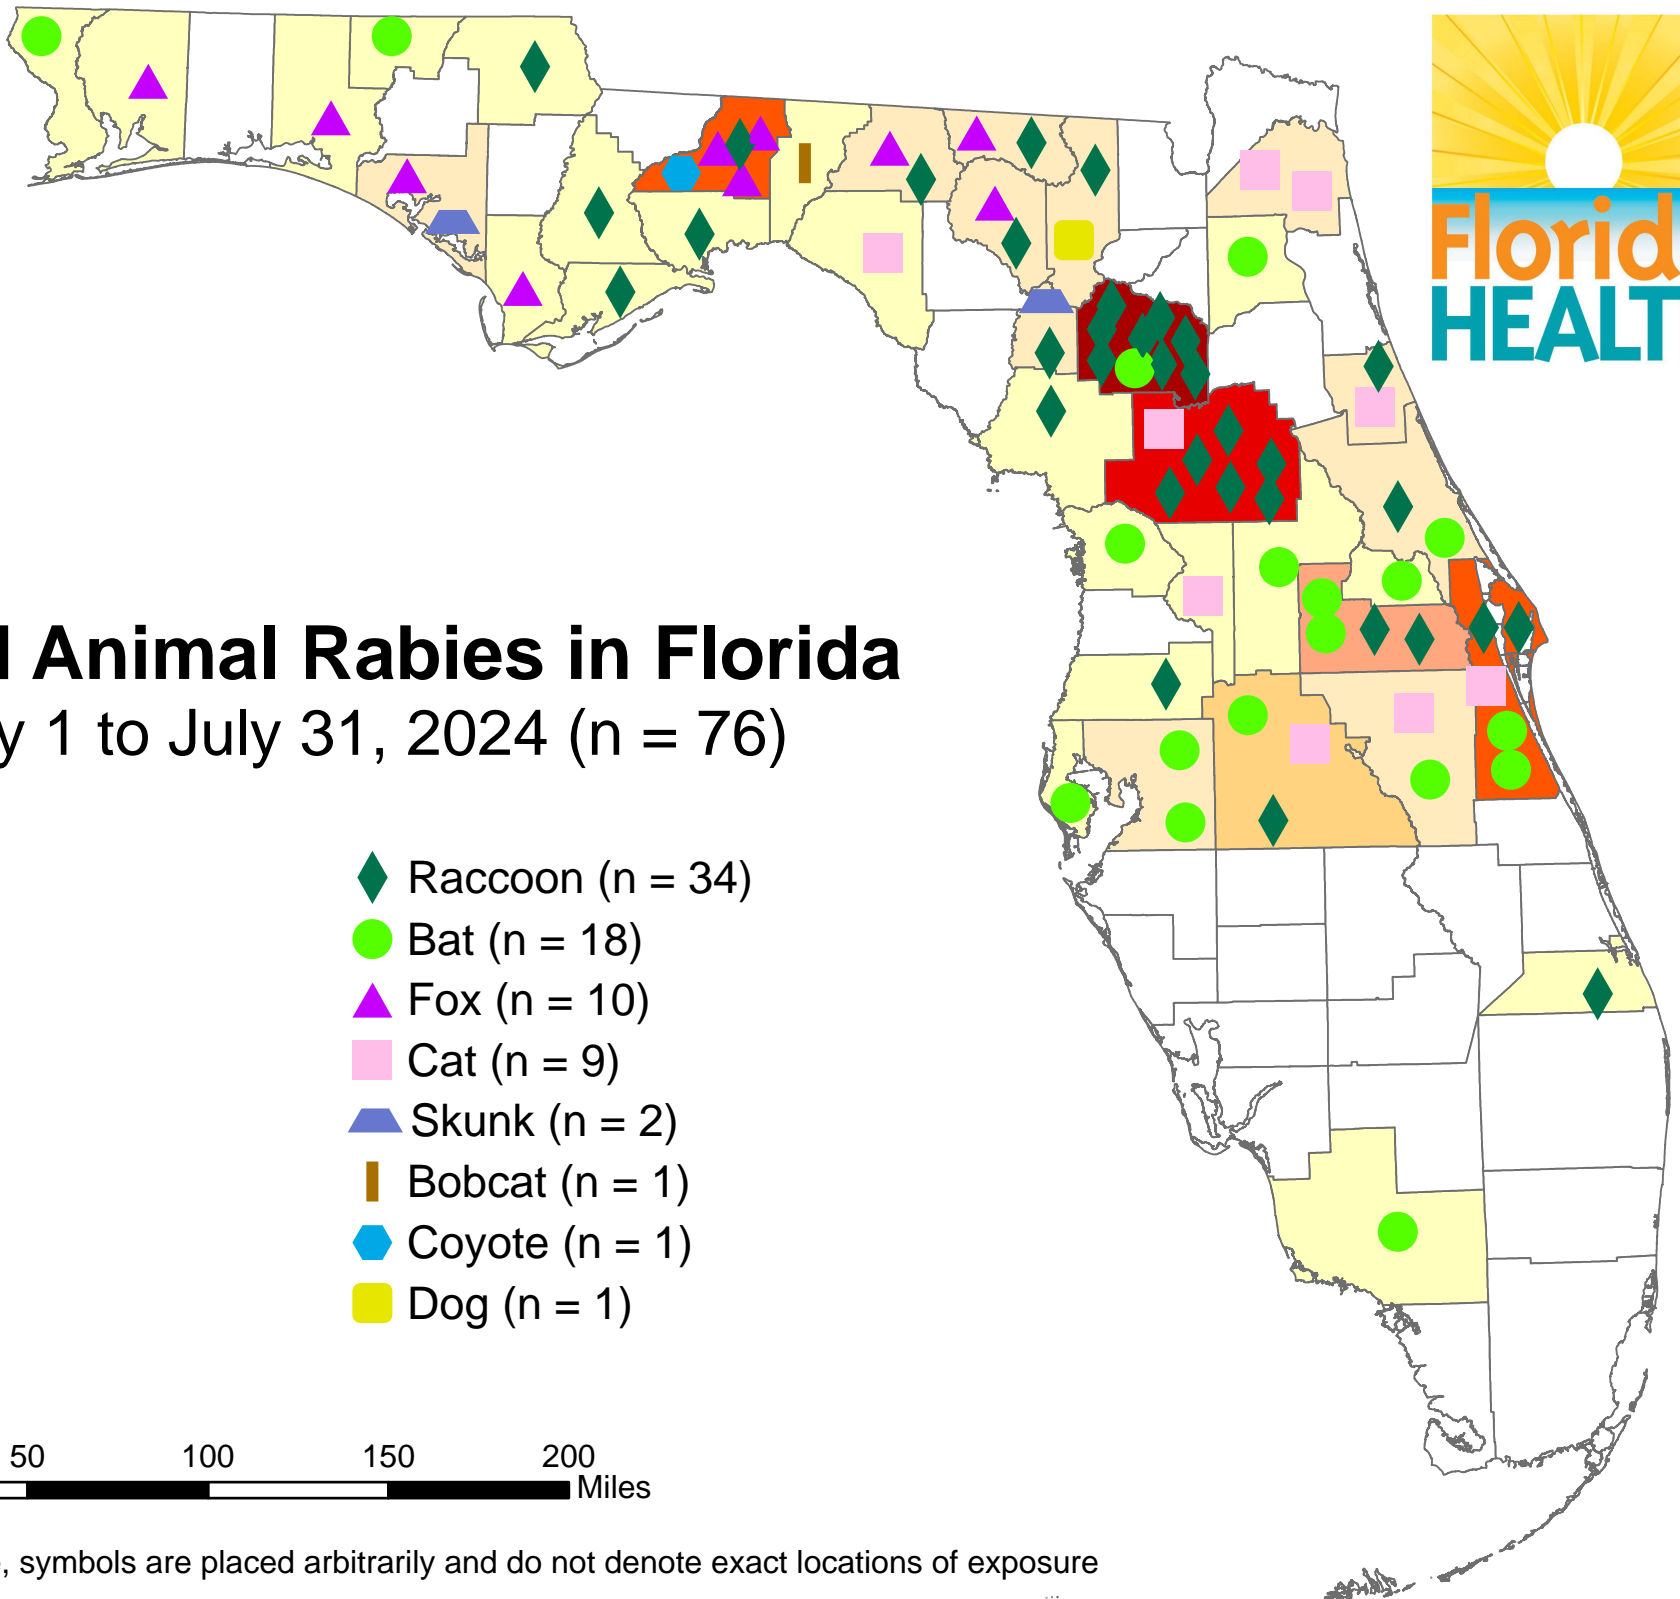 Florid
HEALT
l Animal Rabies in Florida
y 1 to July 31, 2024 (n = 76)
Raccoon (n = 34)
Bat (n = 18)
Fox (n = 10)
Cat (n = 9)
Skunk (n = 2)
Bobcat (n = 1)
Coyote (n = 1)
Dog (n = 1)
50 100 150 200
Miles
, symbols are placed arbitrarily and do not denote exact locations of exposure